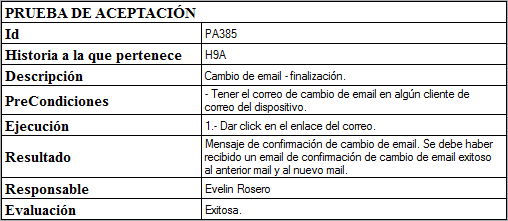 PRUEBA DE ACEPTACIÓN
Id PA385
Historia a la que pertenece H9A
Descripción Cambio de email - finalización.
PreCondiciones - Tener el correo de cambio de email en algún cliente de
correo del dispositivo.
Ejecución 1.- Dar click en el enlace del correo.
Resultado Mensaje de confirmación de cambio de email. Se debe haber
recibido un email de confirmación de cambio de email exitoso
al anterior mail y al nuevo mail.
Responsable Evelin Rosero
Evaluación Exitosa.